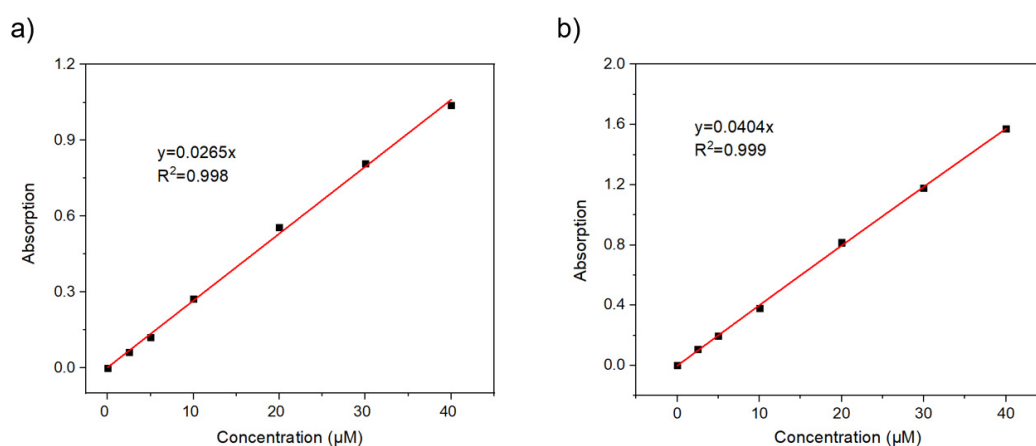 a)
1.2
0.9
0.6
0.3
0.0
Absorption
y=0.0265x
R²=0.998
0
10
20
30
40
Concentration (µM)
b)
2.0
1.6
1.2
0.8
0.4
0.0
Absorption
y=0.0404x
R²=0.999
0
10
20
30
40
Concentration (µM)